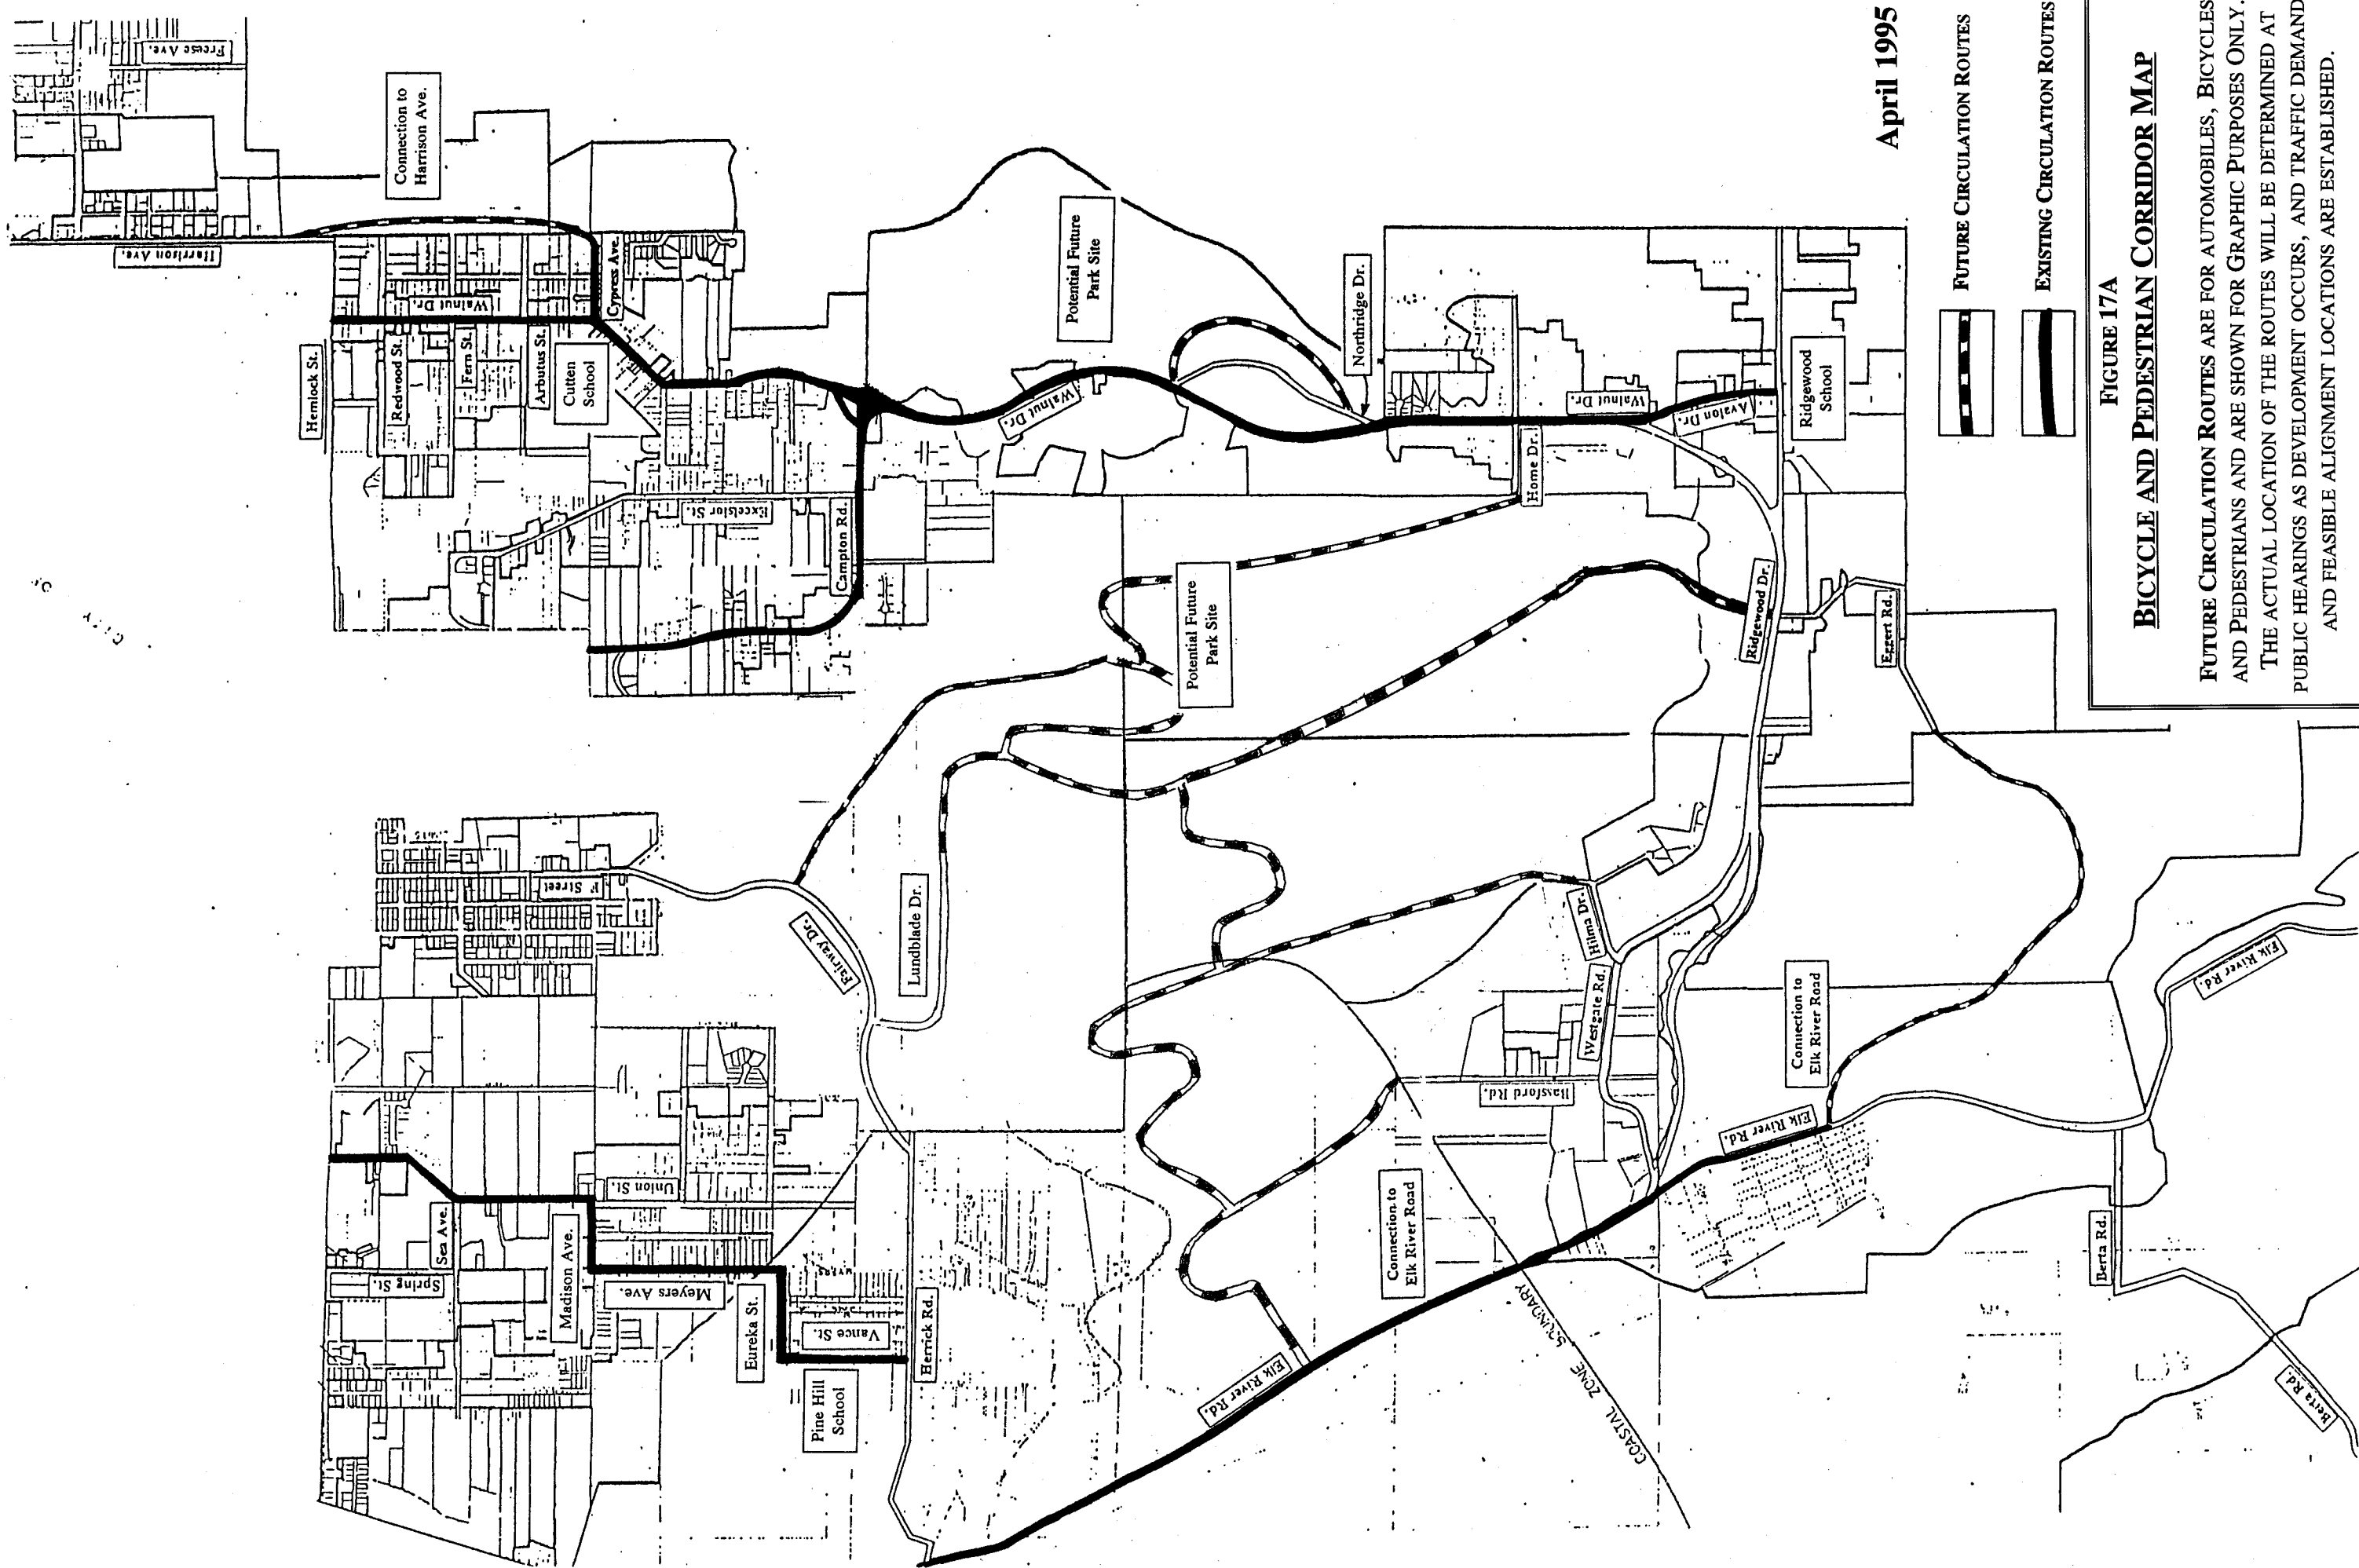 April 1995
FUTURE CIRCULATION ROUTES
EXISTING CIRCULATION ROUTES
FIGURE 17A
BICYCLE AND PEDESTRIAN CORRIDOR MAP
FUTURE CIRCULATION ROUTES ARE FOR AUTOMOBILES, BICYCLES
AND PEDESTRIANS AND ARE SHOWN FOR GRAPHIC PURPOSES ONLY.
THE ACTUAL LOCATION OF THE ROUTES WILL BE DETERMINED AT
PUBLIC HEARINGS AS DEVELOPMENT OCCURS, AND TRAFFIC DEMAND
AND FEASIBLE ALIGNMENT LOCATIONS ARE ESTABLISHED.
Freese Ave.
Connection to
Harrison Ave.
Harrison Ave.
Hemlock St.
Walnut Dr.
Redwood St.
Fern St.
Arbutus St.
Cypress Ave.
Cutten
School
Excelsior St.
Campton Rd.
Walnut Dr.
Potential Future
Park Site
Northridge Dr.
Walnut Dr.
Home Dr.
Avalon Dr.
Ridgewood
School
Potential Future
Park Site
Ridgewood Dr.
Eggert Rd.
F Street
Fairway Dr.
Lundblade Dr.
Hilma Dr.
Westgate Rd.
Bassford Rd.
Connection to
Elk River Road
Elk River Rd.
Elk River Rd.
Sea Ave.
Spring St.
Union St.
Madison Ave.
Meyers Ave.
Eureka St.
Vance St.
MYERS
Pine Hill
School
Herrick Rd.
Connection to
Elk River Road
Elk River Rd.
COASTAL ZONE BOUNDARY
Berta Rd.
Berta Rd.
CITY